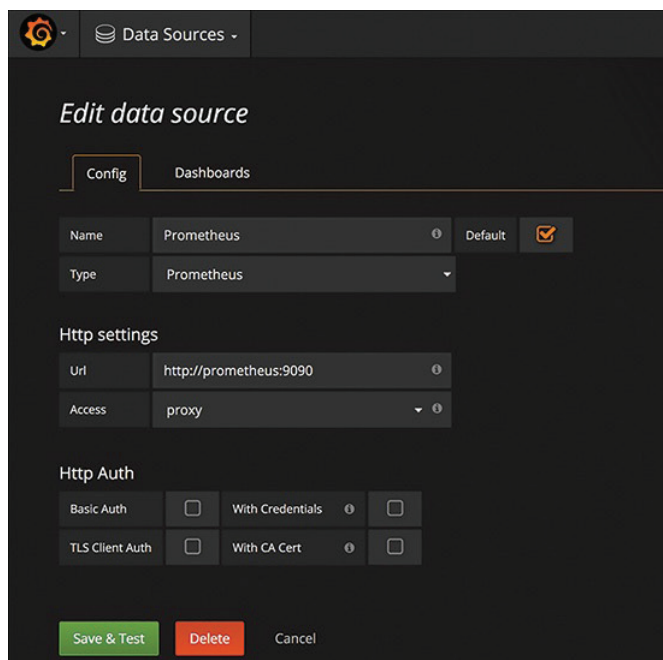 Data Sources
Edit data source
Config Dashboards
Name Prometheus Default
Type Prometheus
Http settings
Url http://prometheus:9090
Access proxy
Http Auth
Basic Auth With Credentials
TLS Client Auth With CA Cert
Save & Test Delete Cancel